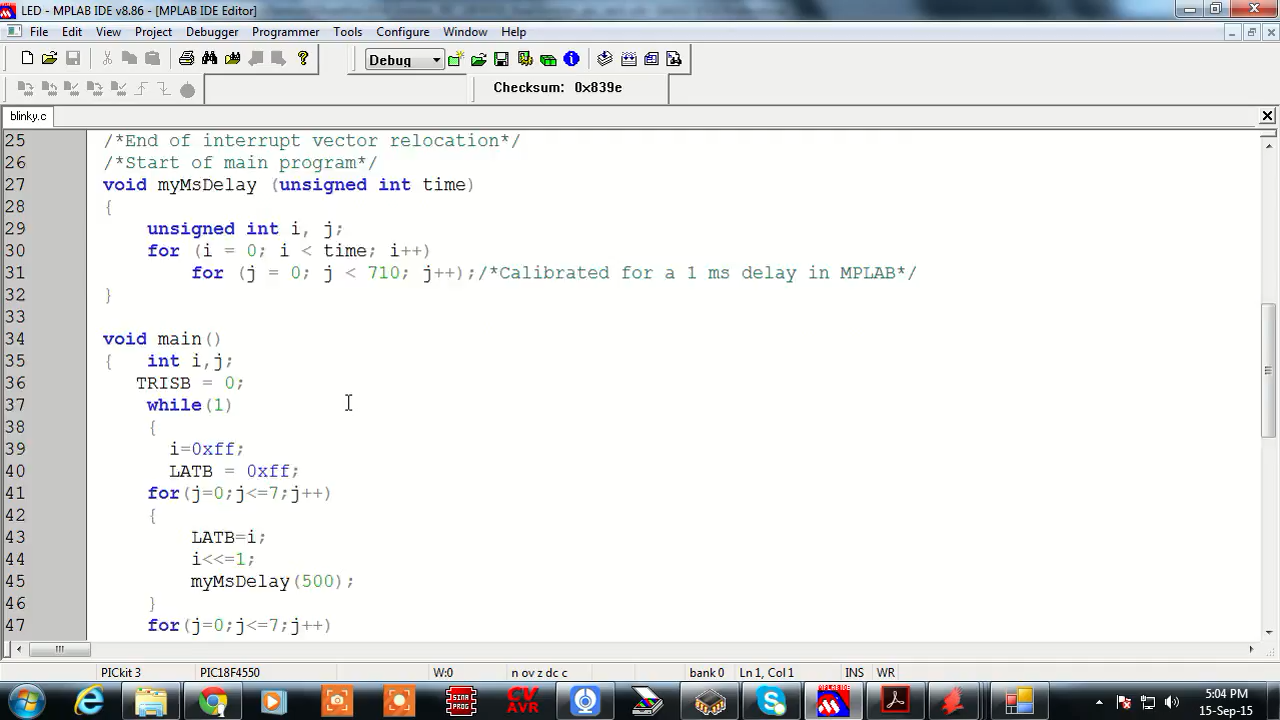 LED - MPLAB IDE v8.86 - [MPLAB IDE Editor]
File Edit View Project Debugger Programmer Tools Configure Window Help
Debug
Checksum: 0x839e
blinky.c
25 /*End of interrupt vector relocation*/
26 /*Start of main program*/
27 void myMsDelay (unsigned int time)
28 {
29 unsigned int i, j;
30 for (i = 0; i < time; i++)
31 for (j = 0; j < 710; j++);/*Calibrated for a 1 ms delay in MPLAB*/
32 }
33
34 void main()
35 { int i,j;
36 TRISB = 0;
37 while(1)
38 {
39 i=0xff;
40 LATB = 0xff;
41 for(j=0;j<=7;j++)
42 {
43 LATB=i;
44 i<<=1;
45 myMsDelay(500);
46 }
47 for(j=0;j<=7;j++)
PICkit 3 PIC18F4550 W:0 n ov z dc c bank 0 Ln 1, Col 1 INS WR
SINA PROG
CV AVR
MPLAB IDE
5:04 PM
15-Sep-15